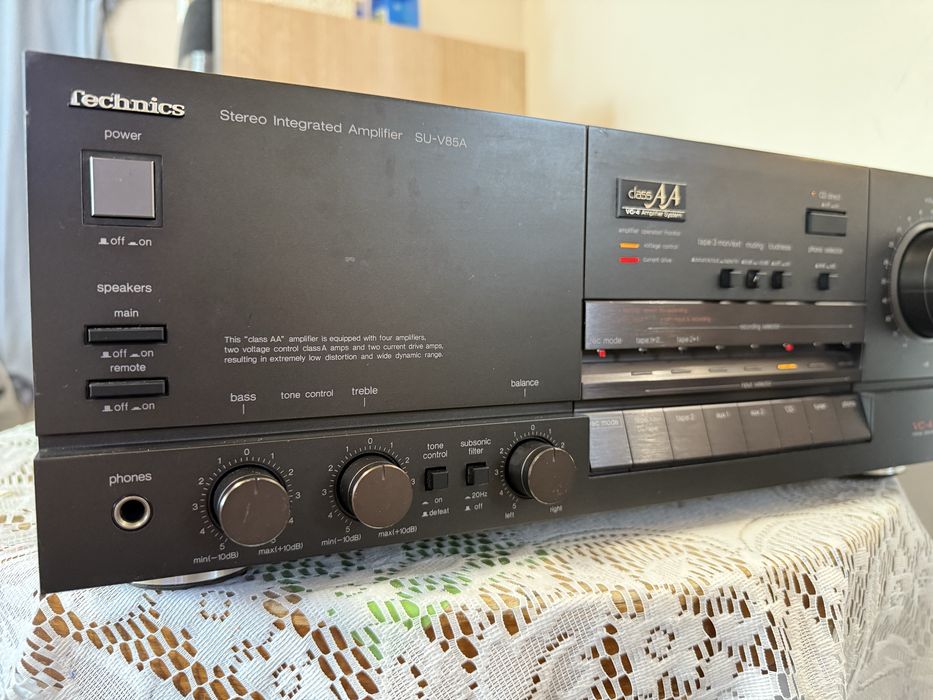 Technics
Stereo Integrated Amplifier SU-V85A
power
off on
speakers
main
off on
remote
off on
This "class AA" amplifier is equipped with four amplifiers,
two voltage control class A amps and two current drive amps,
resulting in extremely low distortion and wide dynamic range.
bass
tone control
treble
balance
phones
5 4 3 2 1 0 1 2 3 4
min(-10dB)
max(+10dB)
5 4 3 2 1 0 1 2
min(-10dB)
max(+10dB)
tone
control
on
defeat
subsonic
filter
20Hz
off
5 4 3 2 1 0 1 2 3 4
left
right
class AA
VC-4 Amplifier System
amplifier operation monitor
voltage control
current drive
tape-3 mon/ext
muting
loudness
CD direct
phono selector
recording selector
rec mode
tape 1▸2
tape 2▸1
input selector
rec mode
tape 2
aux 1
aux 2
CD
tuner
phono
VC-4